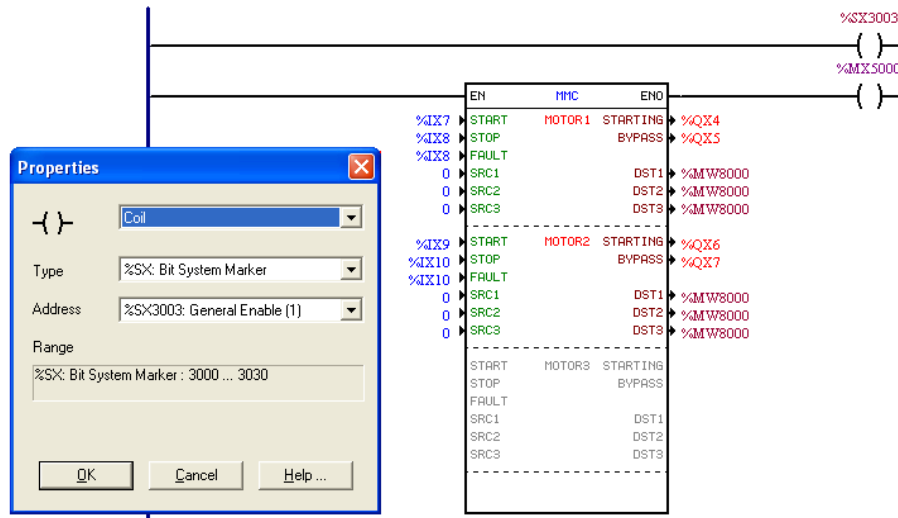 %SX3003
%MX5000
EN MMC ENO
%IX7 START MOTOR1 STARTING %QX4
%IX8 STOP BYPASS %QX5
%IX8 FAULT
0 SRC1 DST1 %MW8000
0 SRC2 DST2 %MW8000
0 SRC3 DST3 %MW8000
%IX9 START MOTOR2 STARTING %QX6
%IX10 STOP BYPASS %QX7
%IX10 FAULT
0 SRC1 DST1 %MW8000
0 SRC2 DST2 %MW8000
0 SRC3 DST3 %MW8000
START MOTOR3 STARTING
STOP BYPASS
FAULT
SRC1 DST1
SRC2 DST2
SRC3 DST3
Properties
Coil
Type %SX: Bit System Marker
Address %SX3003: General Enable (1)
Range
%SX: Bit System Marker : 3000 ... 3030
OK Cancel Help ...